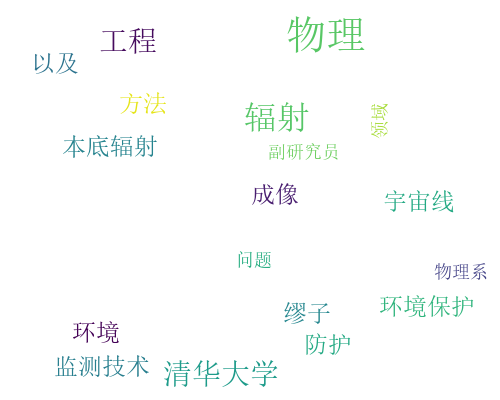 物理
工程
以及
方法
辐射
领域
本底辐射
副研究员
成像
宇宙线
问题
物理系
缪子
环境保护
环境
防护
监测技术
清华大学